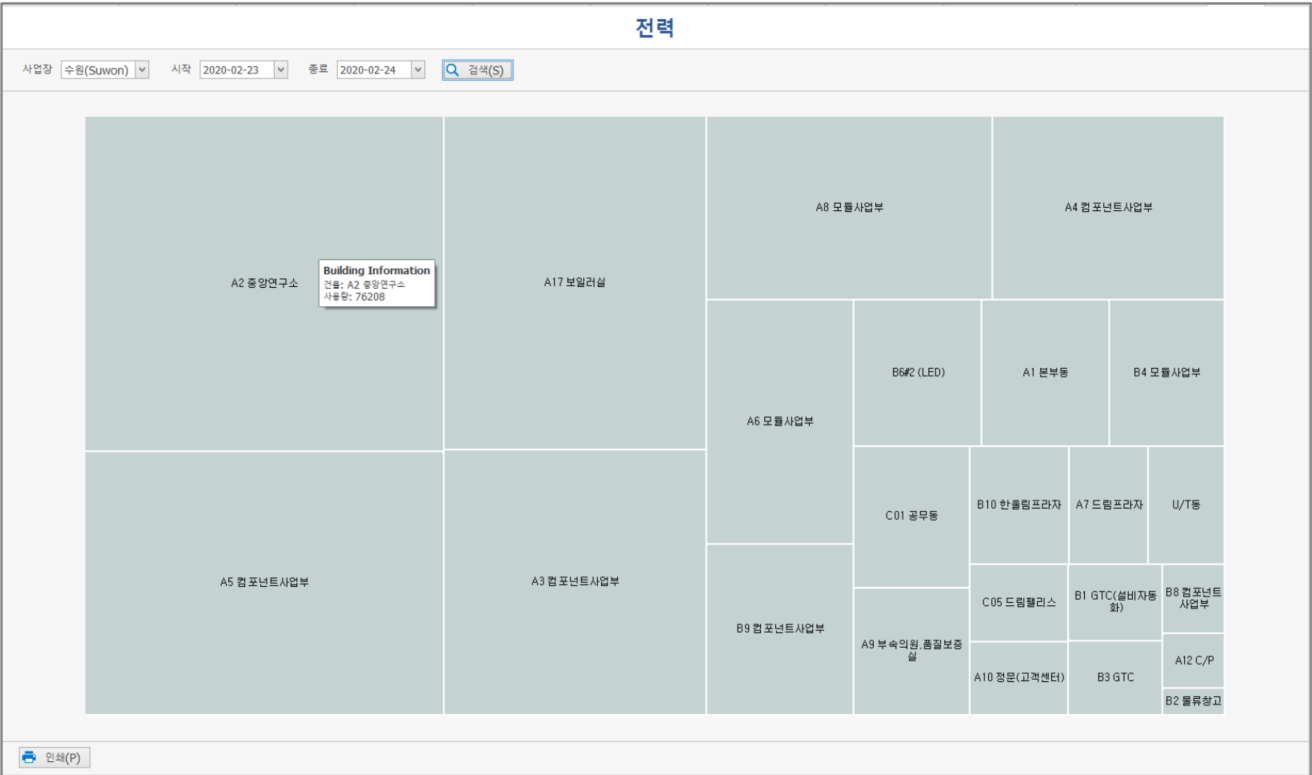 전력
사업장 수원(Suwon) 시작 2020-02-23 종료 2020-02-24 검색(S)
A8 모듈사업부
A4 컴포넌트사업부
A2 중앙연구소
Building Information
건물: A2 중앙연구소
사용량: 76208
A17 보일러실
B6#2 (LED)
A1 본부동
B4 모듈사업부
A6 모듈사업부
C01 공무동
B10 한울림프라자
A7 드림프라자
U/T동
A5 컴포넌트사업부
A3 컴포넌트사업부
B9 컴포넌트사업부
A9 부속의원,품질보증
실
C05 드림팰리스
B1 GTC(설비자동
화)
B8 컴포넌트
사업부
A10 정문(고객센터)
B3 GTC
A12 C/P
B2 물류창고
인쇄(P)